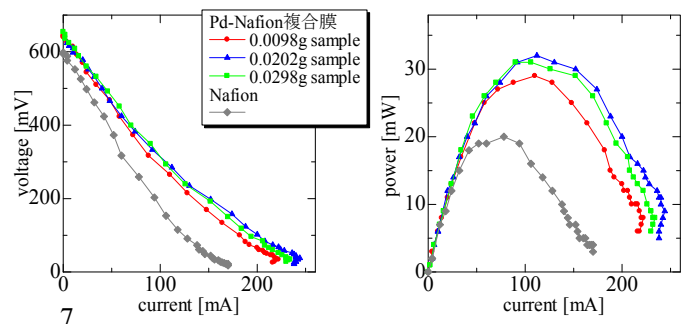 Pd-Nafion複合膜
0.0098g sample
0.0202g sample
0.0298g sample
Nafion
voltage [mV]
600
400
200
0
0 100 200
current [mA]
power [mW]
30
20
10
0
0 100 200
current [mA]
7